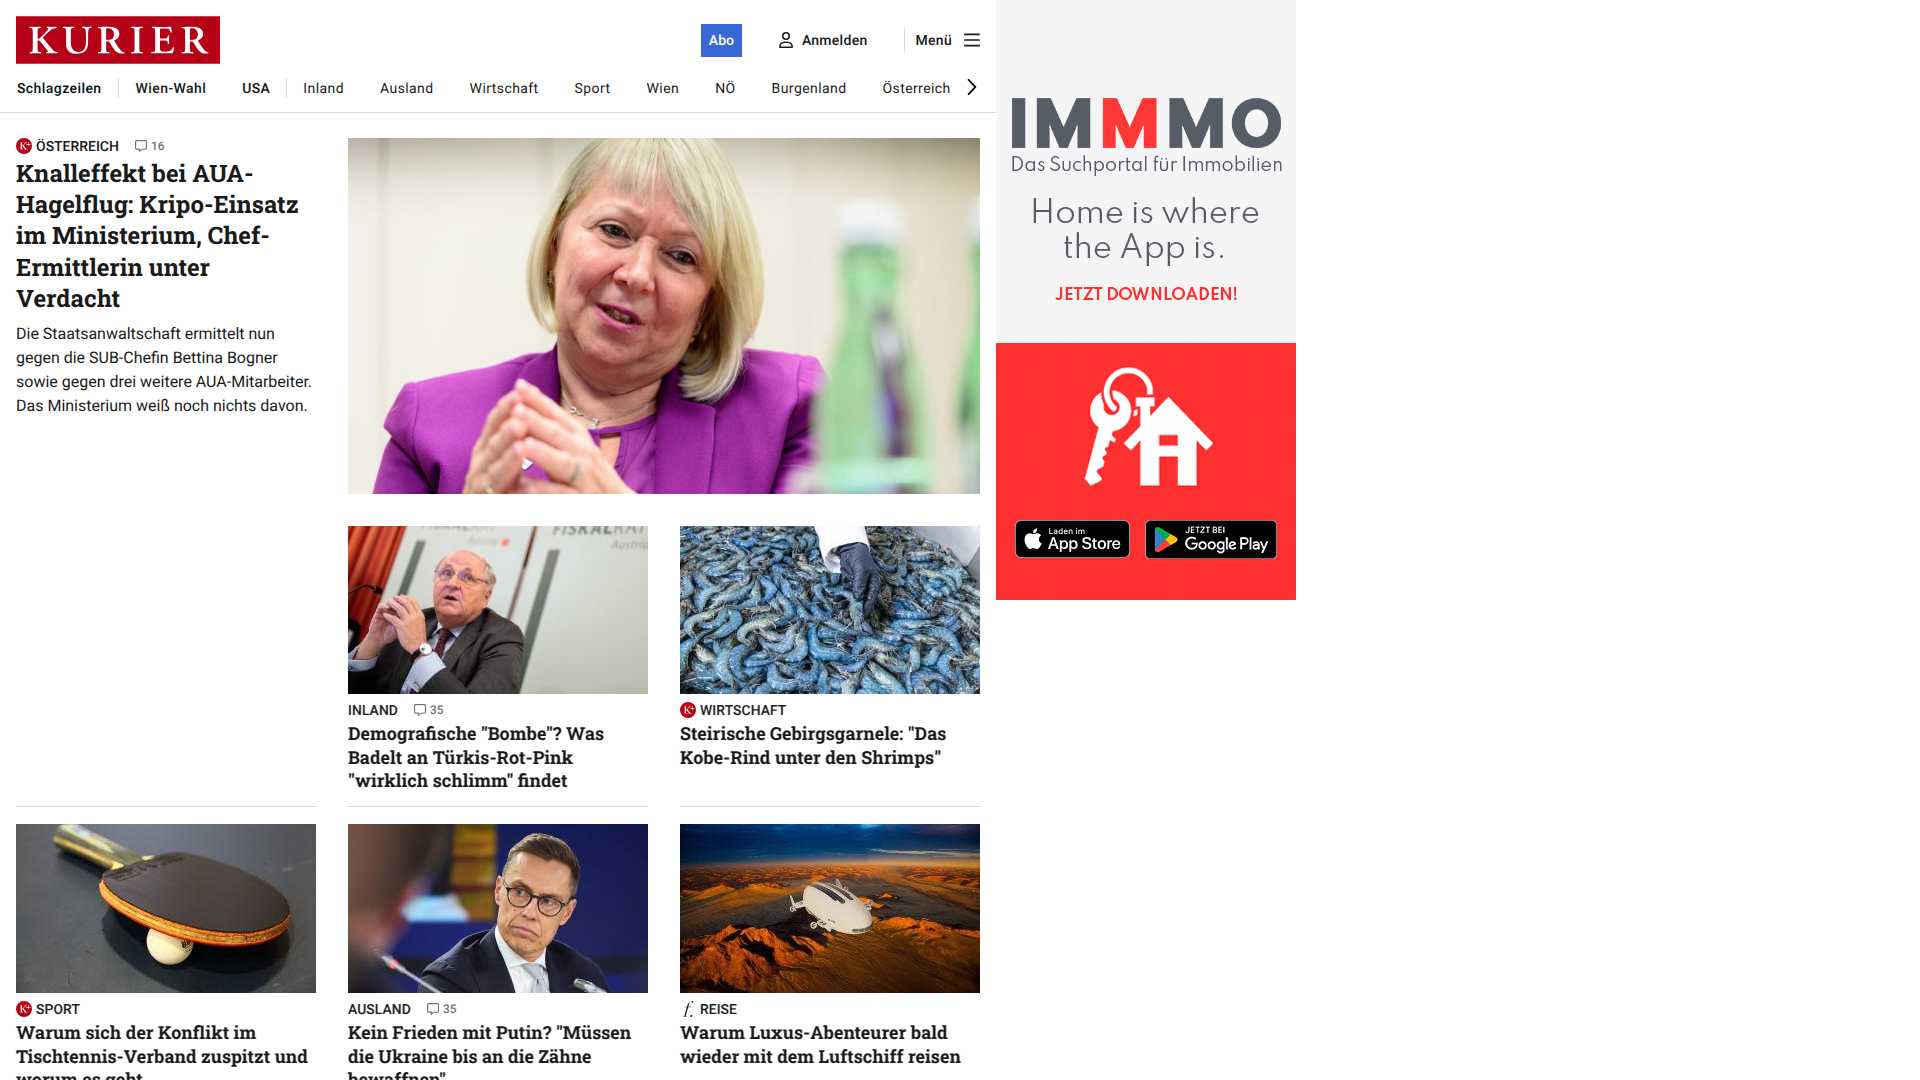 KURIER
Abo
Anmelden
Menü
Schlagzeilen
Wien-Wahl
USA
Inland
Ausland
Wirtschaft
Sport
Wien
NÖ
Burgenland
Österreich
ÖSTERREICH 16
Knalleffekt bei AUA-
Hagelflug: Kripo-Einsatz
im Ministerium, Chef-
Ermittlerin unter
Verdacht
Die Staatsanwaltschaft ermittelt nun
gegen die SUB-Chefin Bettina Bogner
sowie gegen drei weitere AUA-Mitarbeiter.
Das Ministerium weiß noch nichts davon.
FISKALRAT
Austria
INLAND 35
Demografische "Bombe"? Was
Badelt an Türkis-Rot-Pink
"wirklich schlimm" findet
WIRTSCHAFT
Steirische Gebirgsgarnele: "Das
Kobe-Rind unter den Shrimps"
SPORT
Warum sich der Konflikt im
Tischtennis-Verband zuspitzt und
worum es geht
AUSLAND 35
Kein Frieden mit Putin? "Müssen
die Ukraine bis an die Zähne
bewaffnen"
f. REISE
Warum Luxus-Abenteurer bald
wieder mit dem Luftschiff reisen
IMMMO
Das Suchportal für Immobilien
Home is where
the App is.
JETZT DOWNLOADEN!
Laden im
App Store
JETZT BEI
Google Play